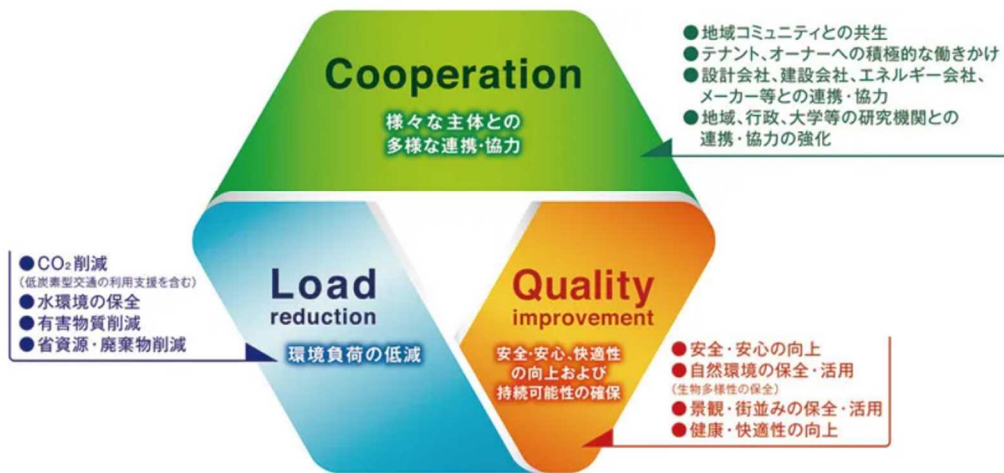 Cooperation
様々な主体との
多様な連携・協力
●地域コミュニティとの共生
●テナント、オーナーへの積極的な働きかけ
●設計会社、建設会社、エネルギー会社、
メーカー等との連携・協力
●地域、行政、大学等の研究機関との
連携・協力の強化
●CO₂削減
(低炭素型交通の利用支援を含む)
●水環境の保全
●有害物質削減
●省資源・廃棄物削減
Load
reduction
環境負荷の低減
Quality
improvement
安全・安心、快適性
の向上および
持続可能性の確保
●安全・安心の向上
●自然環境の保全・活用
(生物多様性の保全)
●景観・街並みの保全・活用
●健康・快適性の向上